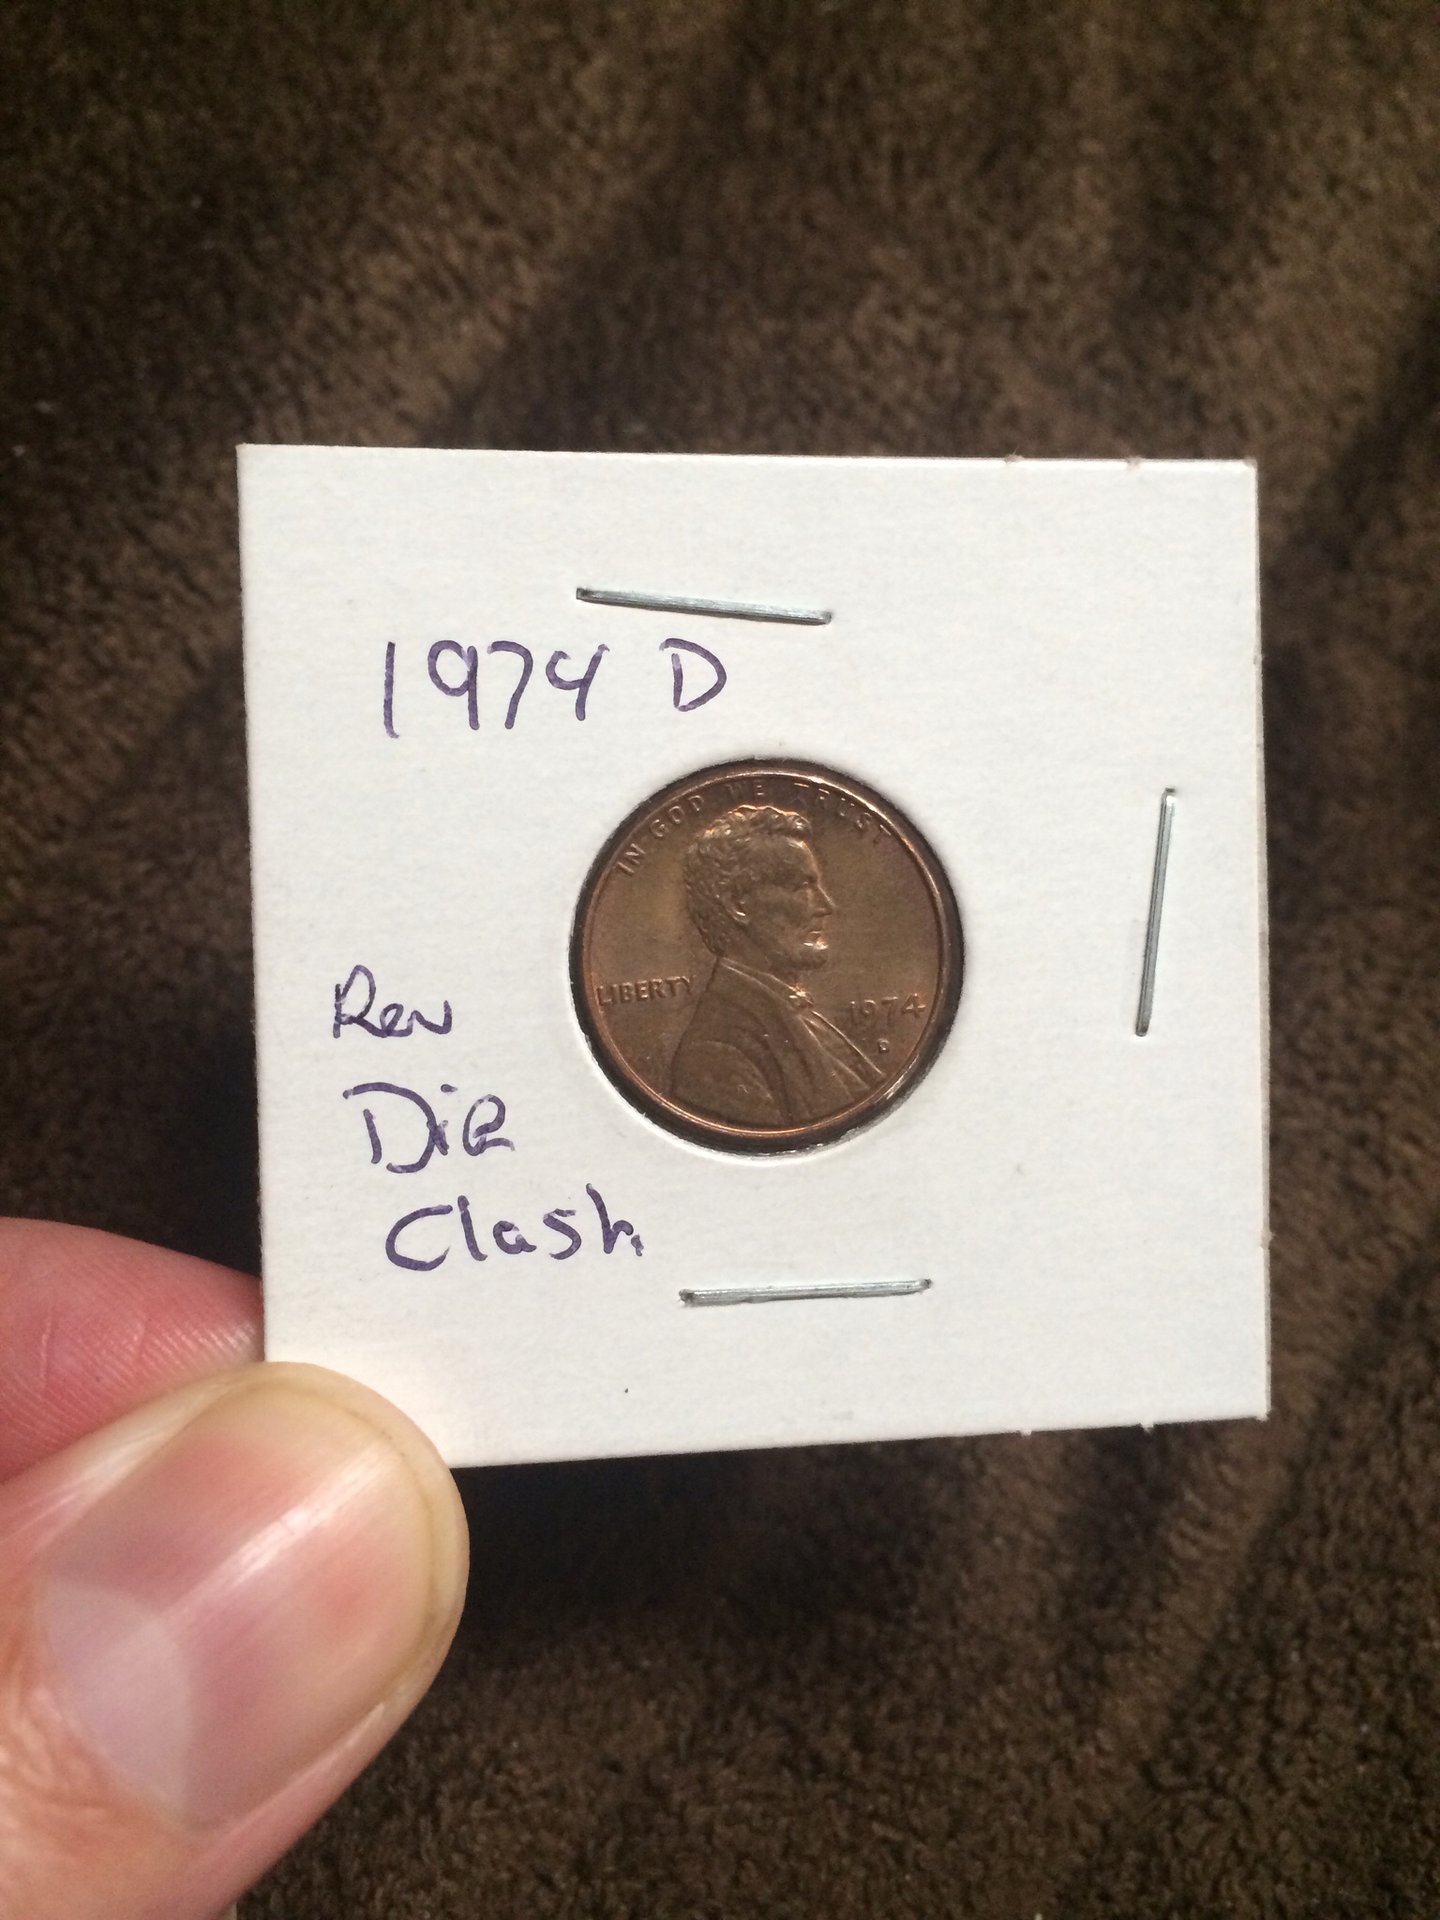 1974 D
IN GOD WE TRUST
LIBERTY
1974
D
Rev
Die
Clash